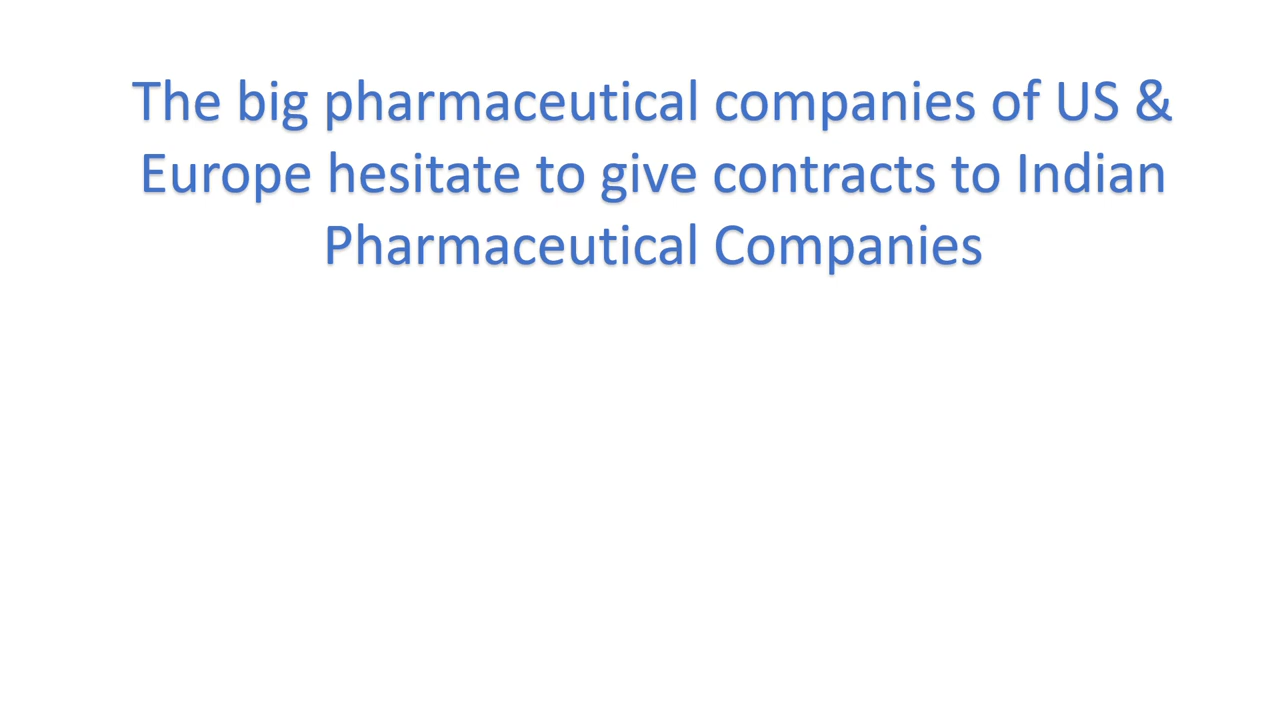 The big pharmaceutical companies of US &
Europe hesitate to give contracts to Indian
Pharmaceutical Companies